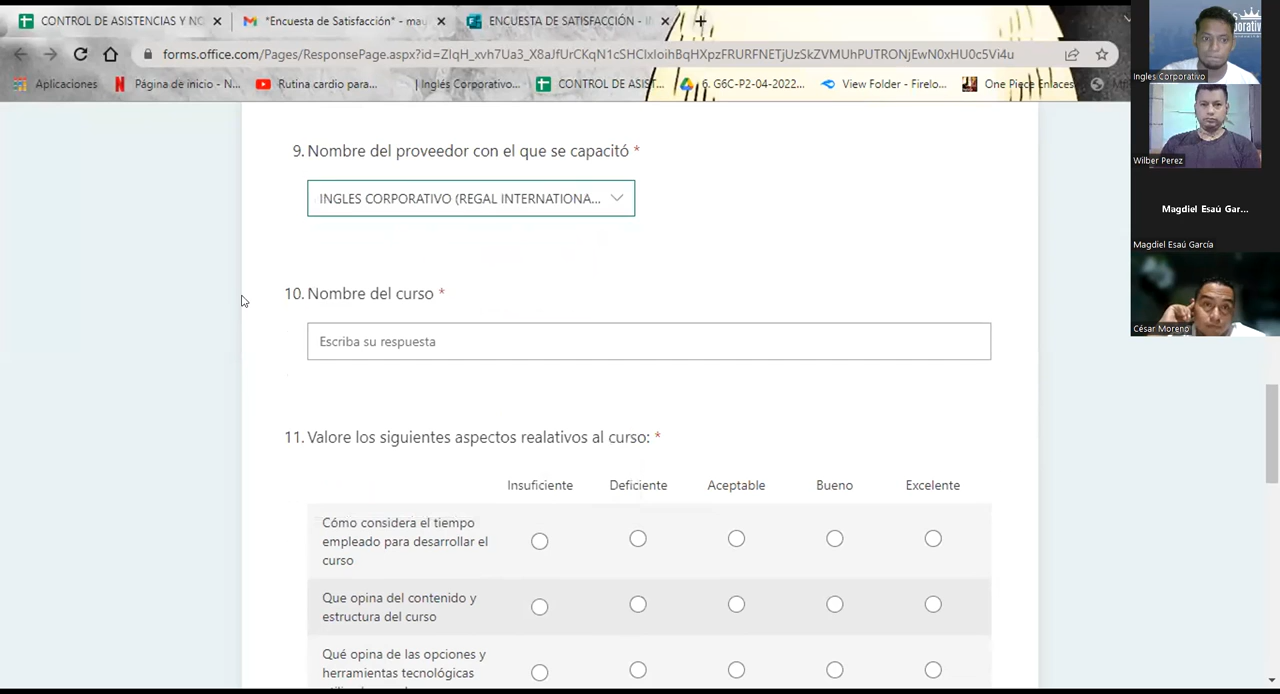 CONTROL DE ASISTENCIAS Y NO
*Encuesta de Satisfacción* - mau
ENCUESTA DE SATISFACCIÓN - I
forms.office.com/Pages/ResponsePage.aspx?id=ZIqH_xvh7Ua3_X8aJfUrCKqN1cSHCIxIoihBqHXpzFRURFNETjUzSkZVMUhPUTRONjEwN0xHU0c5Vi4u
Aplicaciones
Página de inicio - N...
Rutina cardio para...
| Inglés Corporativo...
CONTROL DE ASIST...
6. G6C-P2-04-2022...
View Folder - Firelo...
One Piece Enlaces
9. Nombre del proveedor con el que se capacitó *
INGLES CORPORATIVO (REGAL INTERNATIONA...
10. Nombre del curso *
Escriba su respuesta
11. Valore los siguientes aspectos realativos al curso: *
Insuficiente Deficiente Aceptable Bueno Excelente
Cómo considera el tiempo
empleado para desarrollar el
curso
Que opina del contenido y
estructura del curso
Qué opina de las opciones y
herramientas tecnológicas
Ingles Corporativo
Wilber Perez
Magdiel Esaú Gar...
Magdiel Esaú García
César Moreno